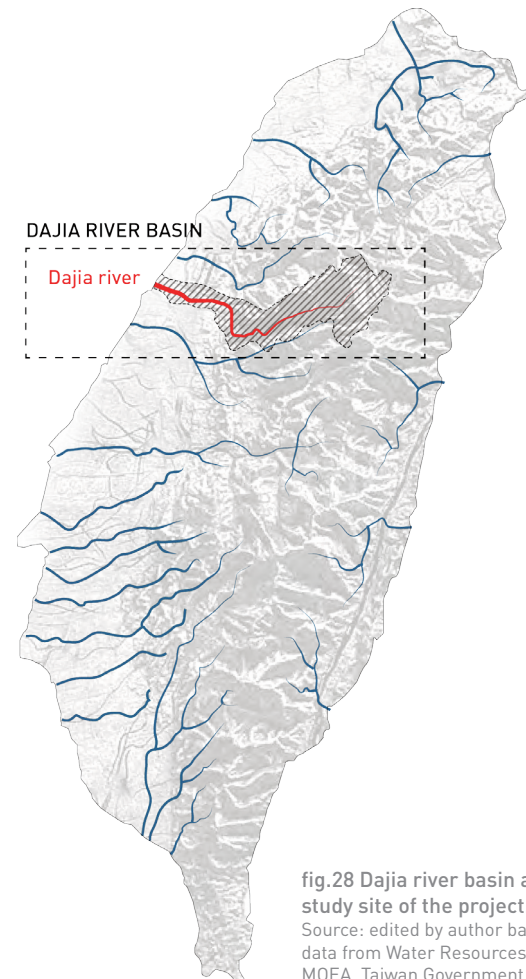 DAJIA RIVER BASIN
Dajia river
fig.28 Dajia river basin a
study site of the project
Source: edited by author ba
data from Water Resources
MOEA, Taiwan Government